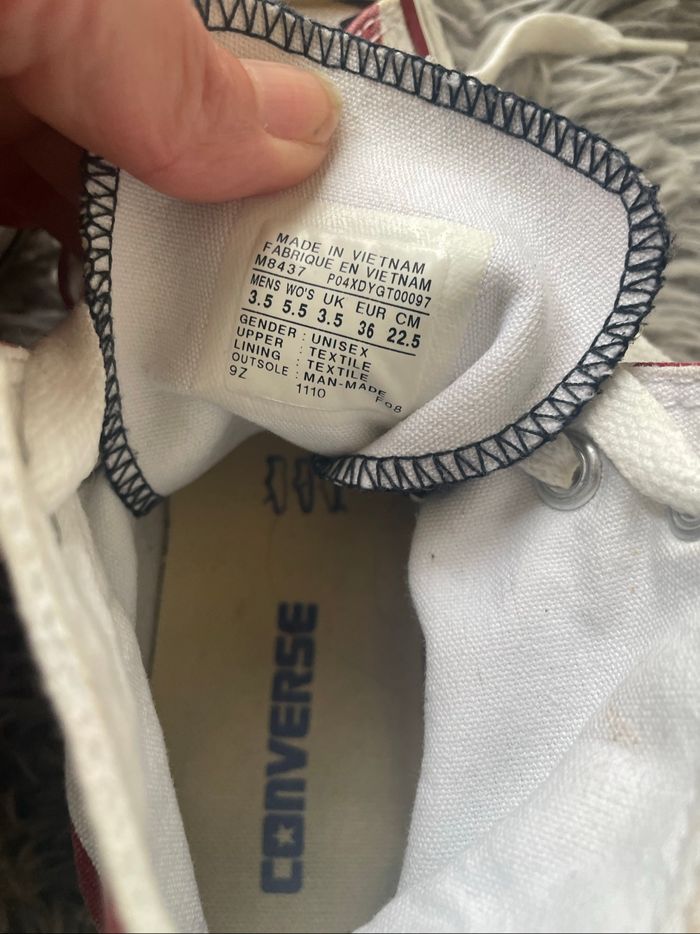 MADE IN VIETNAM
FABRIQUE EN VIETNAM
M8437 P04XDYGT00097
MENS WO'S UK EUR CM
3.5 5.5 3.5 36 22.5
GENDER : UNISEX
UPPER : TEXTILE
LINING : TEXTILE
OUTSOLE : MAN-MADE
9Z 1110 F08
CONVERSE